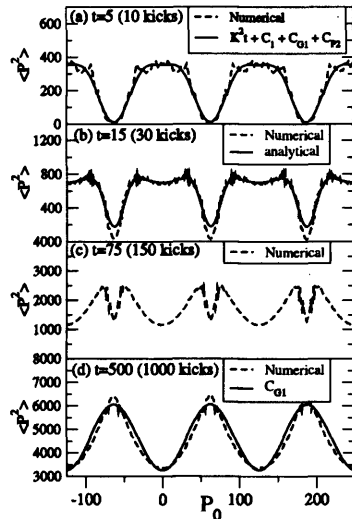 (a) t=5 (10 kicks)
Numerical
K²t + C₁ + C_G1 + C_P2
<P²>
600
400
200
0
(b) t=15 (30 kicks)
Numerical
analytical
<P²>
1200
800
400
0
(c) t=75 (150 kicks)
Numerical
<P²>
4000
3000
2000
1000
(d) t=500 (1000 kicks)
Numerical
C_G1
<P²>
8000
7000
6000
5000
4000
3000
-100 0 100 200
P₀